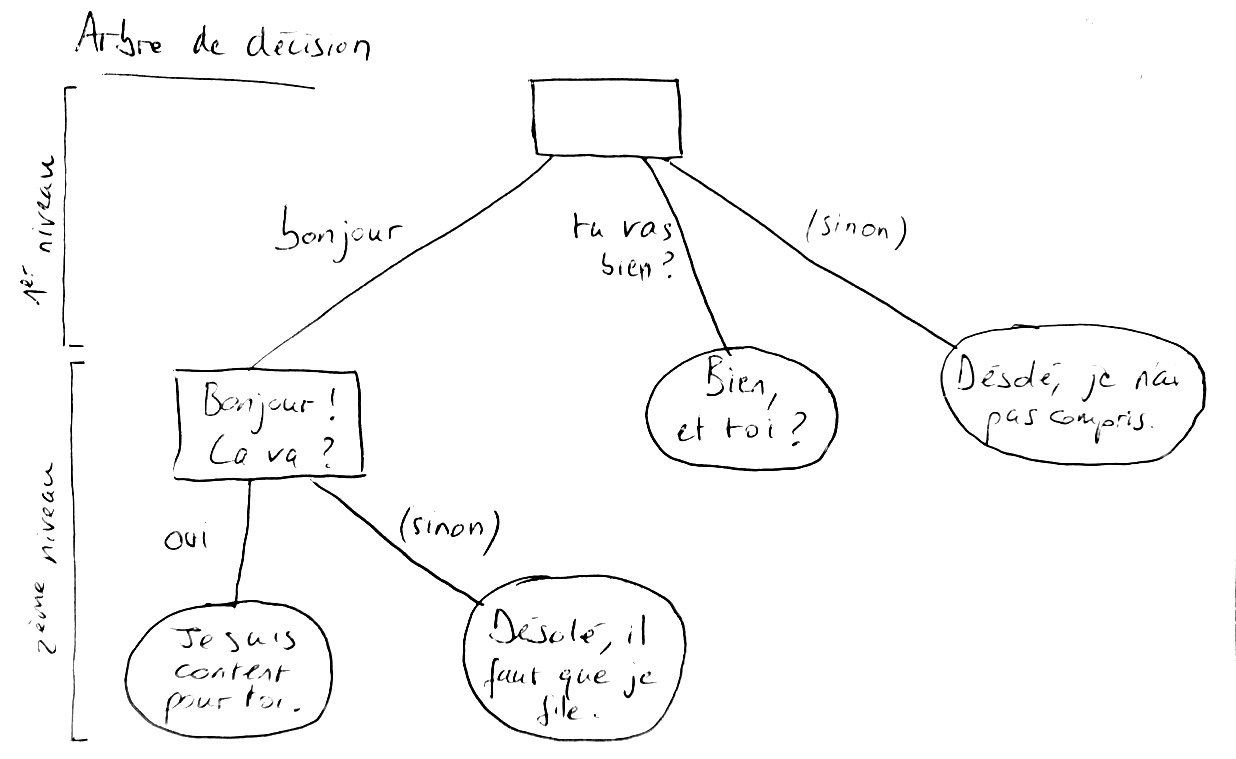 Arbre de décision
1er niveau
bonjour
tu vas
bien ?
(sinon)
Bonjour !
Ca va ?
Bien,
et toi ?
Désolé, je n'ai
pas compris.
2ème niveau
oui
(sinon)
Je suis
content
pour toi.
Désolé, il
faut que je
file.